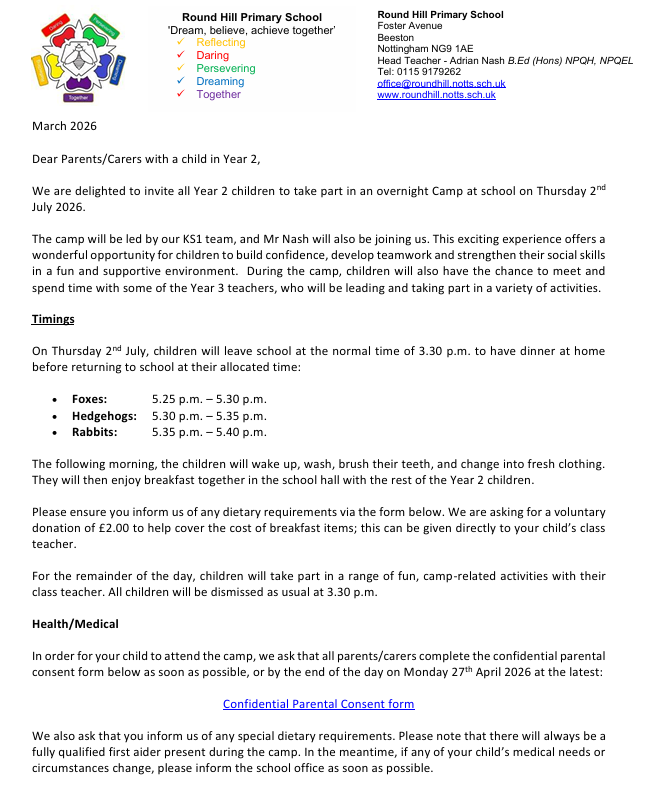 Daring
Persevering
Reflecting
Dreaming
Together
Round Hill Primary School
'Dream, believe, achieve together'
✓ Reflecting
✓ Daring
✓ Persevering
✓ Dreaming
✓ Together
Round Hill Primary School
Foster Avenue
Beeston
Nottingham NG9 1AE
Head Teacher - Adrian Nash B.Ed (Hons) NPQH, NPQEL
Tel: 0115 9179262
office@roundhill.notts.sch.uk
www.roundhill.notts.sch.uk
March 2026
Dear Parents/Carers with a child in Year 2,
We are delighted to invite all Year 2 children to take part in an overnight Camp at school on Thursday 2nd
July 2026.
The camp will be led by our KS1 team, and Mr Nash will also be joining us. This exciting experience offers a
wonderful opportunity for children to build confidence, develop teamwork and strengthen their social skills
in a fun and supportive environment. During the camp, children will also have the chance to meet and
spend time with some of the Year 3 teachers, who will be leading and taking part in a variety of activities.
Timings
On Thursday 2nd July, children will leave school at the normal time of 3.30 p.m. to have dinner at home
before returning to school at their allocated time:
• Foxes: 5.25 p.m. – 5.30 p.m.
• Hedgehogs: 5.30 p.m. – 5.35 p.m.
• Rabbits: 5.35 p.m. – 5.40 p.m.
The following morning, the children will wake up, wash, brush their teeth, and change into fresh clothing.
They will then enjoy breakfast together in the school hall with the rest of the Year 2 children.
Please ensure you inform us of any dietary requirements via the form below. We are asking for a voluntary
donation of £2.00 to help cover the cost of breakfast items; this can be given directly to your child's class
teacher.
For the remainder of the day, children will take part in a range of fun, camp-related activities with their
class teacher. All children will be dismissed as usual at 3.30 p.m.
Health/Medical
In order for your child to attend the camp, we ask that all parents/carers complete the confidential parental
consent form below as soon as possible, or by the end of the day on Monday 27th April 2026 at the latest:
Confidential Parental Consent form
We also ask that you inform us of any special dietary requirements. Please note that there will always be a
fully qualified first aider present during the camp. In the meantime, if any of your child's medical needs or
circumstances change, please inform the school office as soon as possible.